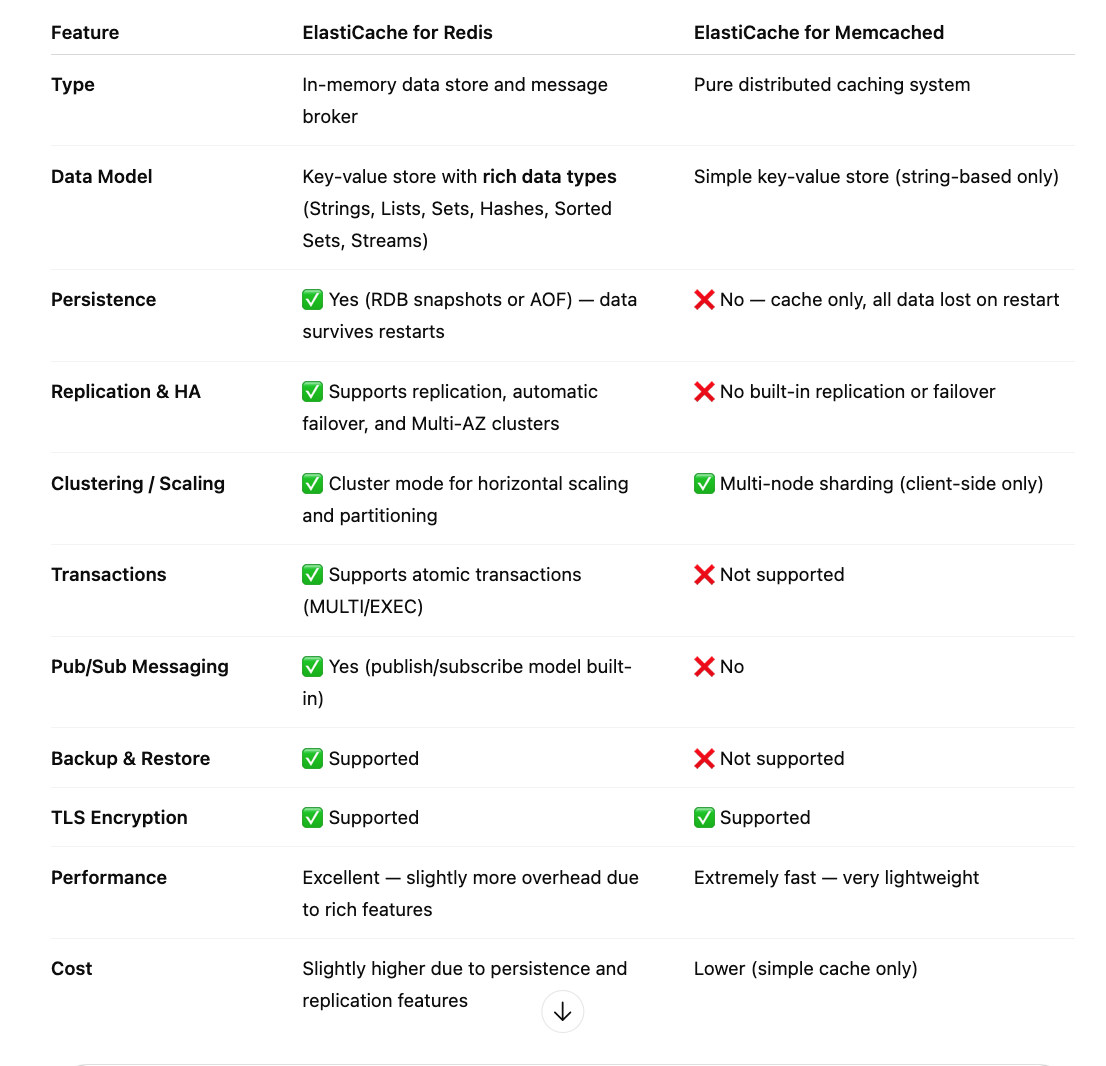 Feature ElastiCache for Redis ElastiCache for Memcached
Type In-memory data store and message Pure distributed caching system
broker
Data Model Key-value store with rich data types Simple key-value store (string-based only)
(Strings, Lists, Sets, Hashes, Sorted
Sets, Streams)
Persistence ✅ Yes (RDB snapshots or AOF) — data ❌ No — cache only, all data lost on restart
survives restarts
Replication & HA ✅ Supports replication, automatic ❌ No built-in replication or failover
failover, and Multi-AZ clusters
Clustering / Scaling ✅ Cluster mode for horizontal scaling ✅ Multi-node sharding (client-side only)
and partitioning
Transactions ✅ Supports atomic transactions ❌ Not supported
(MULTI/EXEC)
Pub/Sub Messaging ✅ Yes (publish/subscribe model built- ❌ No
in)
Backup & Restore ✅ Supported ❌ Not supported
TLS Encryption ✅ Supported ✅ Supported
Performance Excellent — slightly more overhead due Extremely fast — very lightweight
to rich features
Cost Slightly higher due to persistence and Lower (simple cache only)
replication features